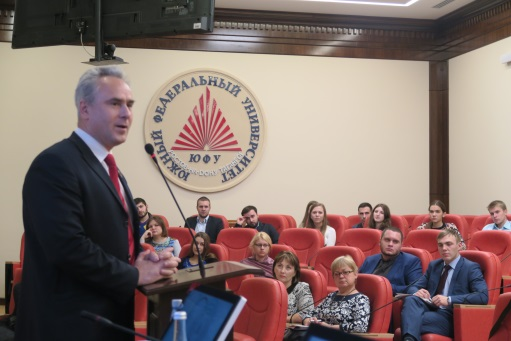 ЮЖНЫЙ ФЕДЕРАЛЬНЫЙ УНИВЕРСИТЕТ
ЮФУ